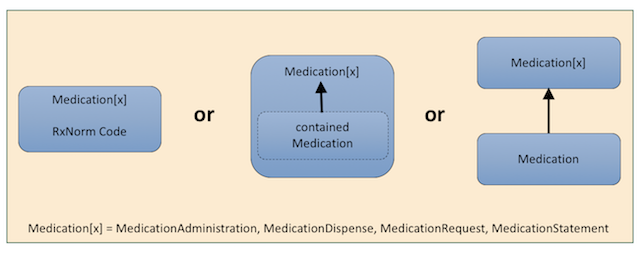 Medication[x]
RxNorm Code
or
Medication[x]
contained
Medication
or
Medication[x]
Medication
Medication[x] = MedicationAdministration, MedicationDispense, MedicationRequest, MedicationStatement